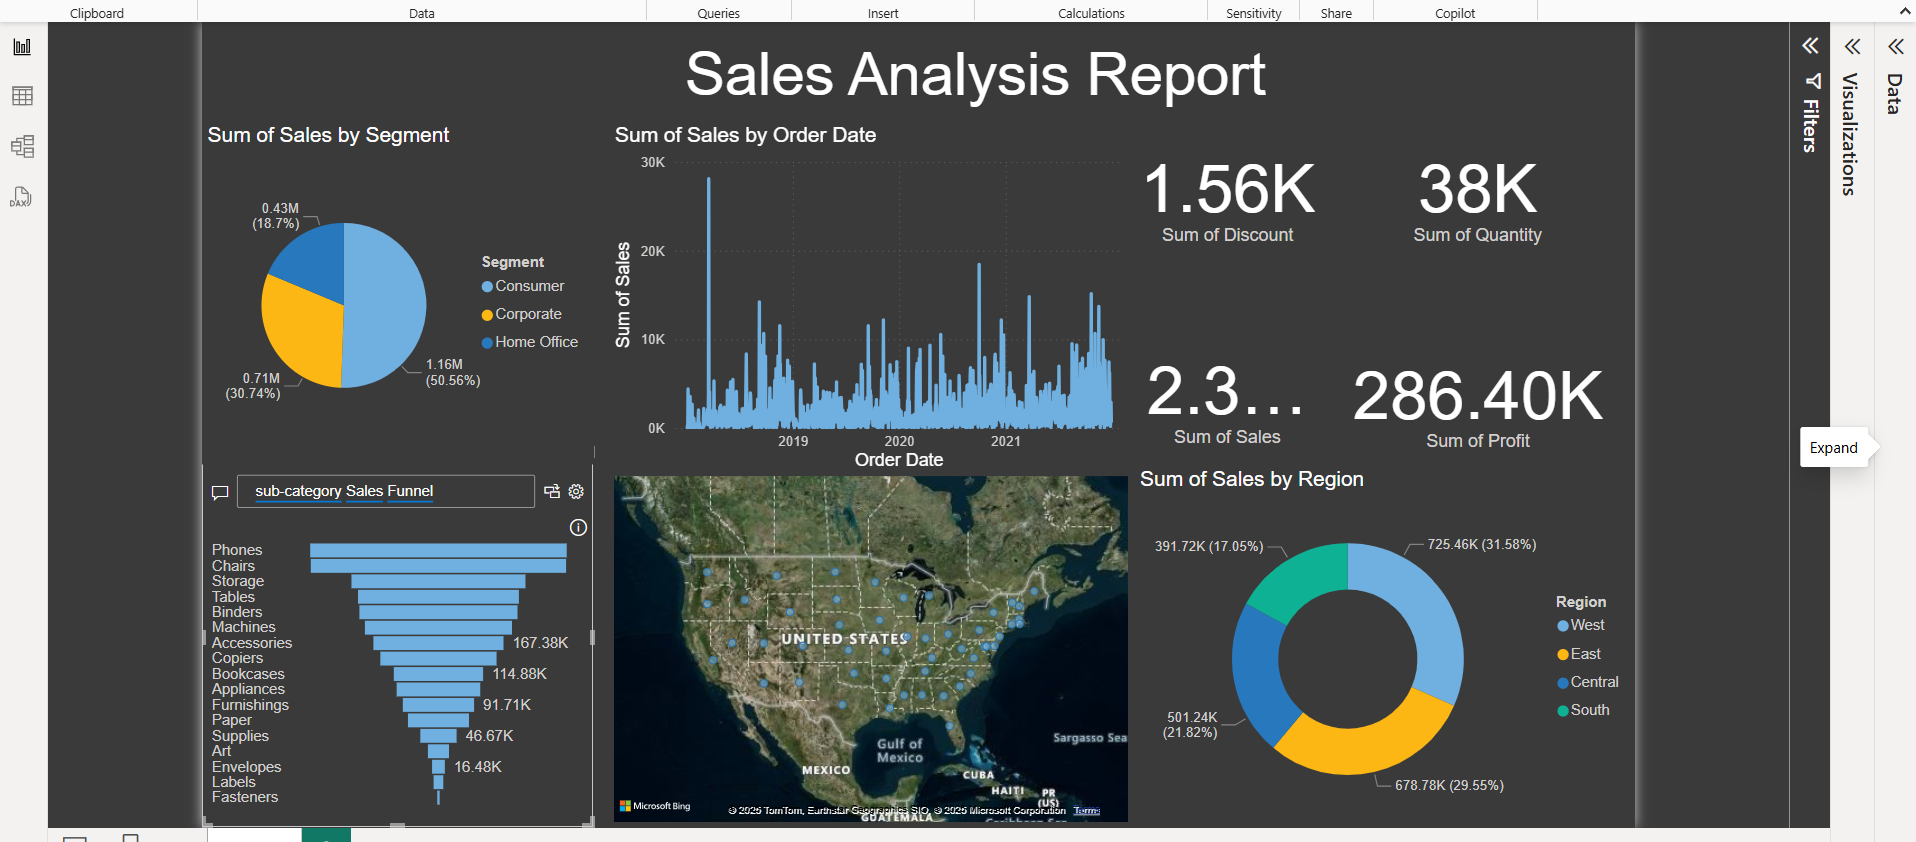 Clipboard
Data
Queries
Insert
Calculations
Sensitivity
Share
Copilot
Sales Analysis Report
Sum of Sales by Segment
0.43M
(18.7%)
0.71M
(30.74%)
1.16M
(50.56%)
Segment
Consumer
Corporate
Home Office
Sum of Sales by Order Date
Sum of Sales
30K
20K
10K
0K
2019
2020
2021
Order Date
1.56K
Sum of Discount
38K
Sum of Quantity
2.3...
Sum of Sales
286.40K
Sum of Profit
sub-category Sales Funnel
Phones
Chairs
Storage
Tables
Binders
Machines
Accessories
167.38K
Copiers
Bookcases
114.88K
Appliances
Furnishings
91.71K
Paper
Supplies
46.67K
Art
Envelopes
16.48K
Labels
Fasteners
UNITED STATES
MEXICO
Gulf of
Mexico
CUBA
HAITI
PR
(US)
Sargasso Sea
GUATEMALA
Microsoft Bing
© 2025 TomTom, Earthstar Geographics SIO, © 2025 Microsoft Corporation
Terms
Sum of Sales by Region
391.72K (17.05%)
725.46K (31.58%)
501.24K
(21.82%)
678.78K (29.55%)
Region
West
East
Central
South
Filters
Visualizations
Data
Expand
DAX